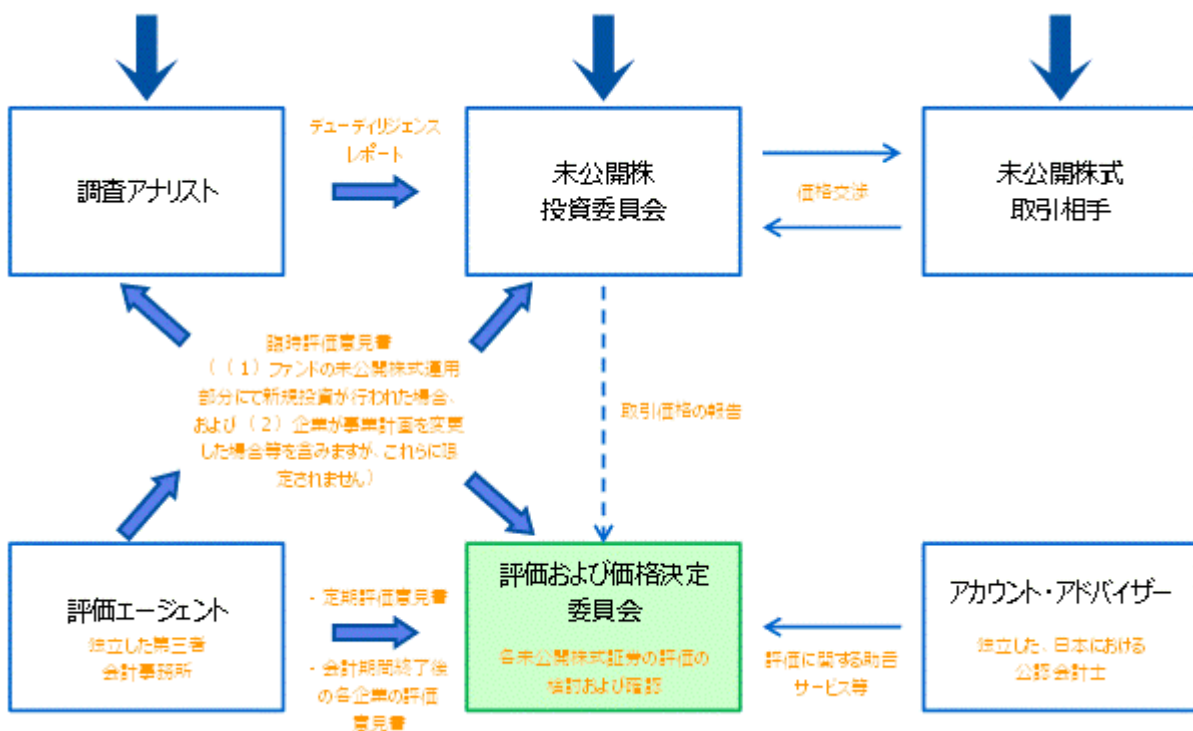 調査アナリスト
デューディリジェンス
レポート
未公開株
投資委員会
価格交渉
未公開株式
取引相手
臨時評価意見書
（（１）ファンドの未公開株式運用
部分にて新規投資が行われた場合、
および（２）企業が事業計画を変更
した場合等を含みますが、これらに限
定されません）
取引価格の報告
評価エージェント
独立した第三者
会計事務所
- 定期評価意見書
- 会計期間終了後
の各企業の評価
意見書
評価および価格決定
委員会
各未公開株式証券の評価の
検討および確認
評価に関する助言
サービス等
アカウント・アドバイザー
独立した、日本における
公認会計士